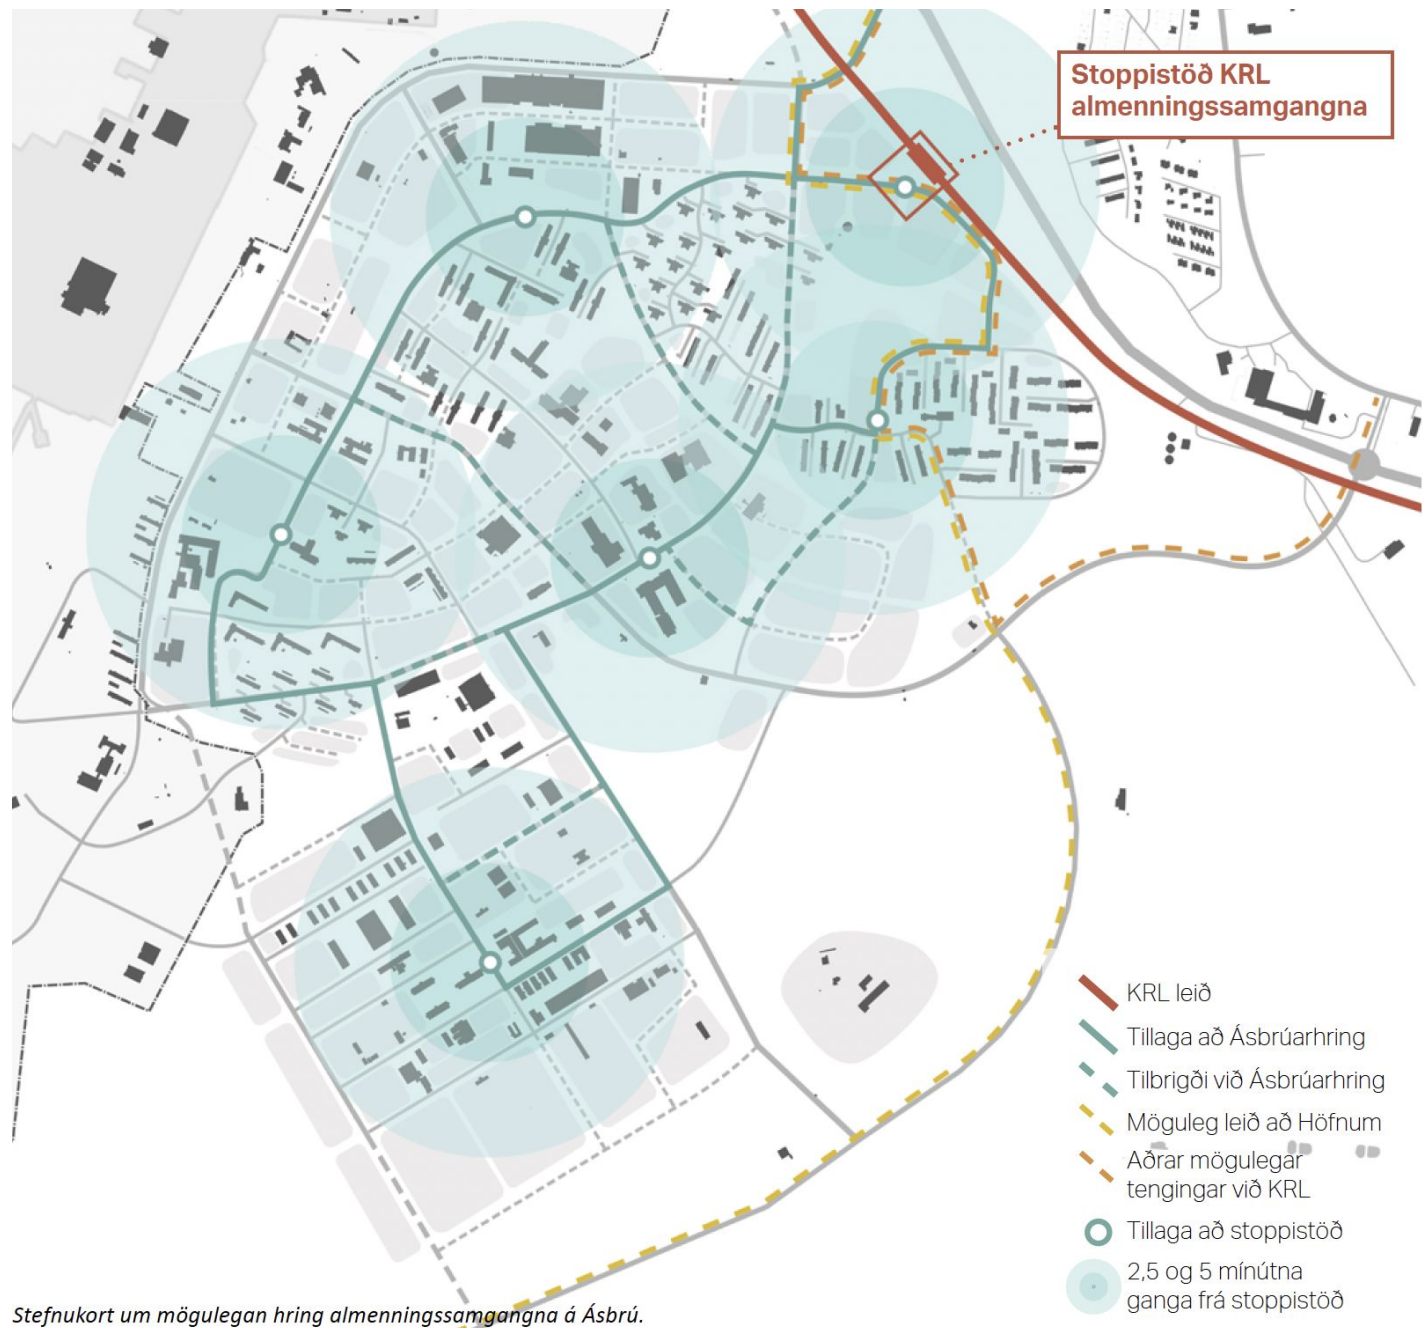 Stoppistöð KRL
almenningssamgangna
KRL leið
Tillaga að Ásbrúarhring
Tilbrigði við Ásbrúarhring
Möguleg leið að Höfnum
Aðrar mögulegar
tengingar við KRL
Tillaga að stoppistöð
2,5 og 5 mínútna
ganga frá stoppistöð
Stefnukort um mögulegan hring almenningssamgangna á Ásbrú.